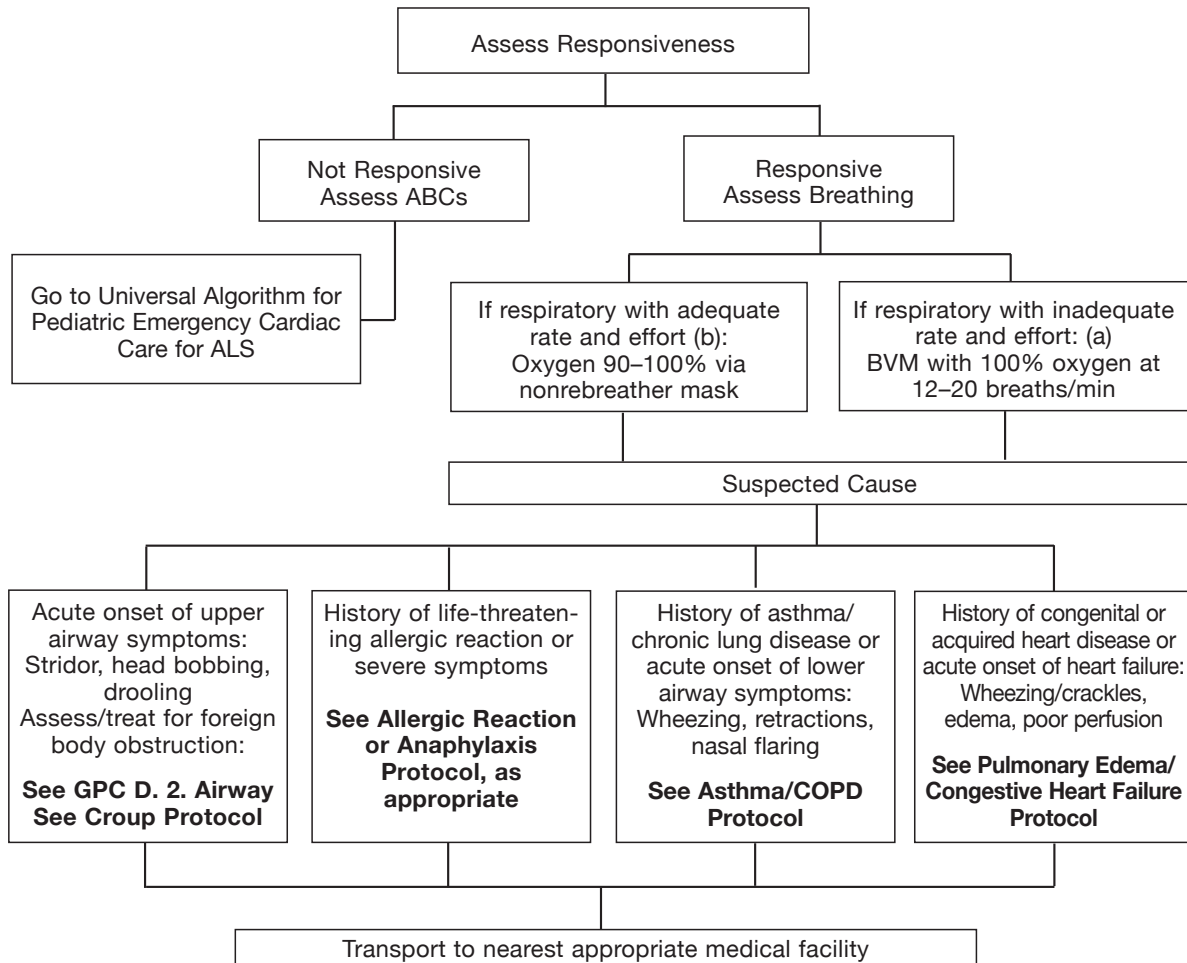 Assess Responsiveness
Not Responsive
Assess ABCs
Responsive
Assess Breathing
Go to Universal Algorithm for
Pediatric Emergency Cardiac
Care for ALS
If respiratory with adequate
rate and effort (b):
Oxygen 90–100% via
nonrebreather mask
If respiratory with inadequate
rate and effort: (a)
BVM with 100% oxygen at
12–20 breaths/min
Suspected Cause
Acute onset of upper
airway symptoms:
Stridor, head bobbing,
drooling
Assess/treat for foreign
body obstruction:
See GPC D. 2. Airway
See Croup Protocol
History of life-threaten-
ing allergic reaction or
severe symptoms
See Allergic Reaction
or Anaphylaxis
Protocol, as
appropriate
History of asthma/
chronic lung disease or
acute onset of lower
airway symptoms:
Wheezing, retractions,
nasal flaring
See Asthma/COPD
Protocol
History of congenital or
acquired heart disease or
acute onset of heart failure:
Wheezing/crackles,
edema, poor perfusion
See Pulmonary Edema/
Congestive Heart Failure
Protocol
Transport to nearest appropriate medical facility